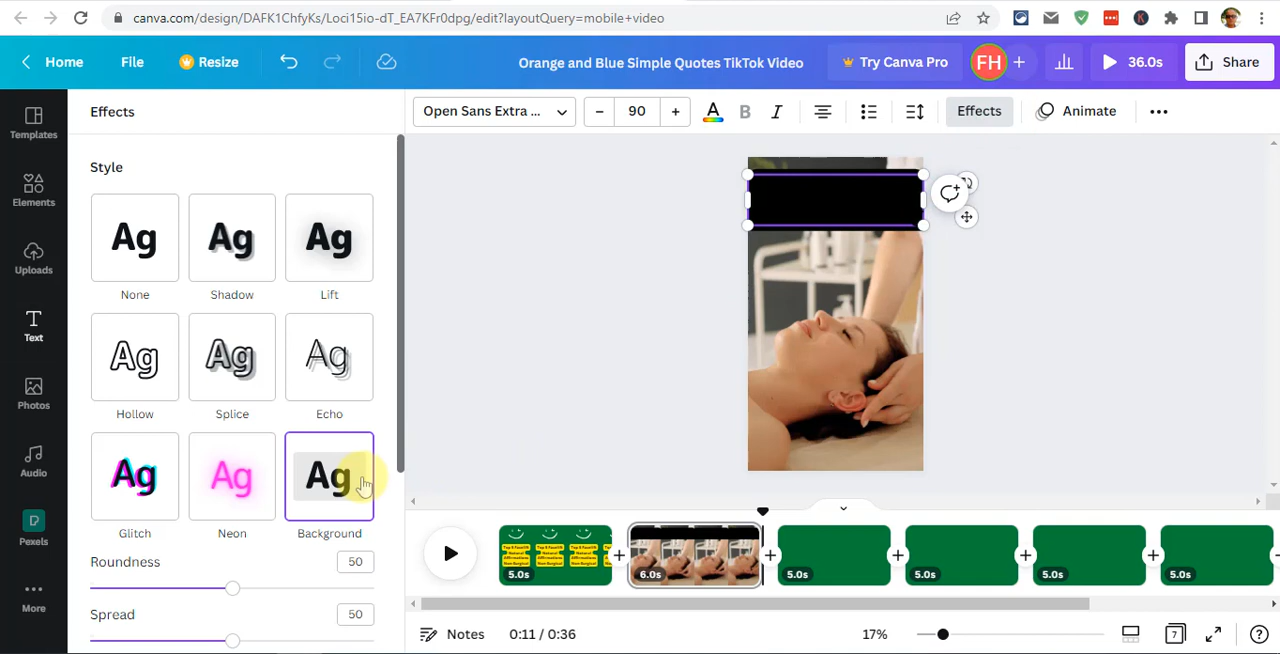 canva.com/design/DAFK1ChfyKs/Loci15io-dT_EA7KFr0dpg/edit?layoutQuery=mobile+video
Home
File
Resize
Orange and Blue Simple Quotes TikTok Video
Try Canva Pro
FH
36.0s
Share
Templates
Elements
Uploads
Text
Photos
Audio
Pexels
More
Effects
Open Sans Extra ...
90
A
B
I
Effects
Animate
Style
Ag
Ag
Ag
None
Shadow
Lift
Ag
Ag
Ag
Hollow
Splice
Echo
Ag
Ag
Ag
Glitch
Neon
Background
Roundness
50
Spread
50
5.0s
6.0s
5.0s
5.0s
5.0s
5.0s
Notes
0:11 / 0:36
17%
7